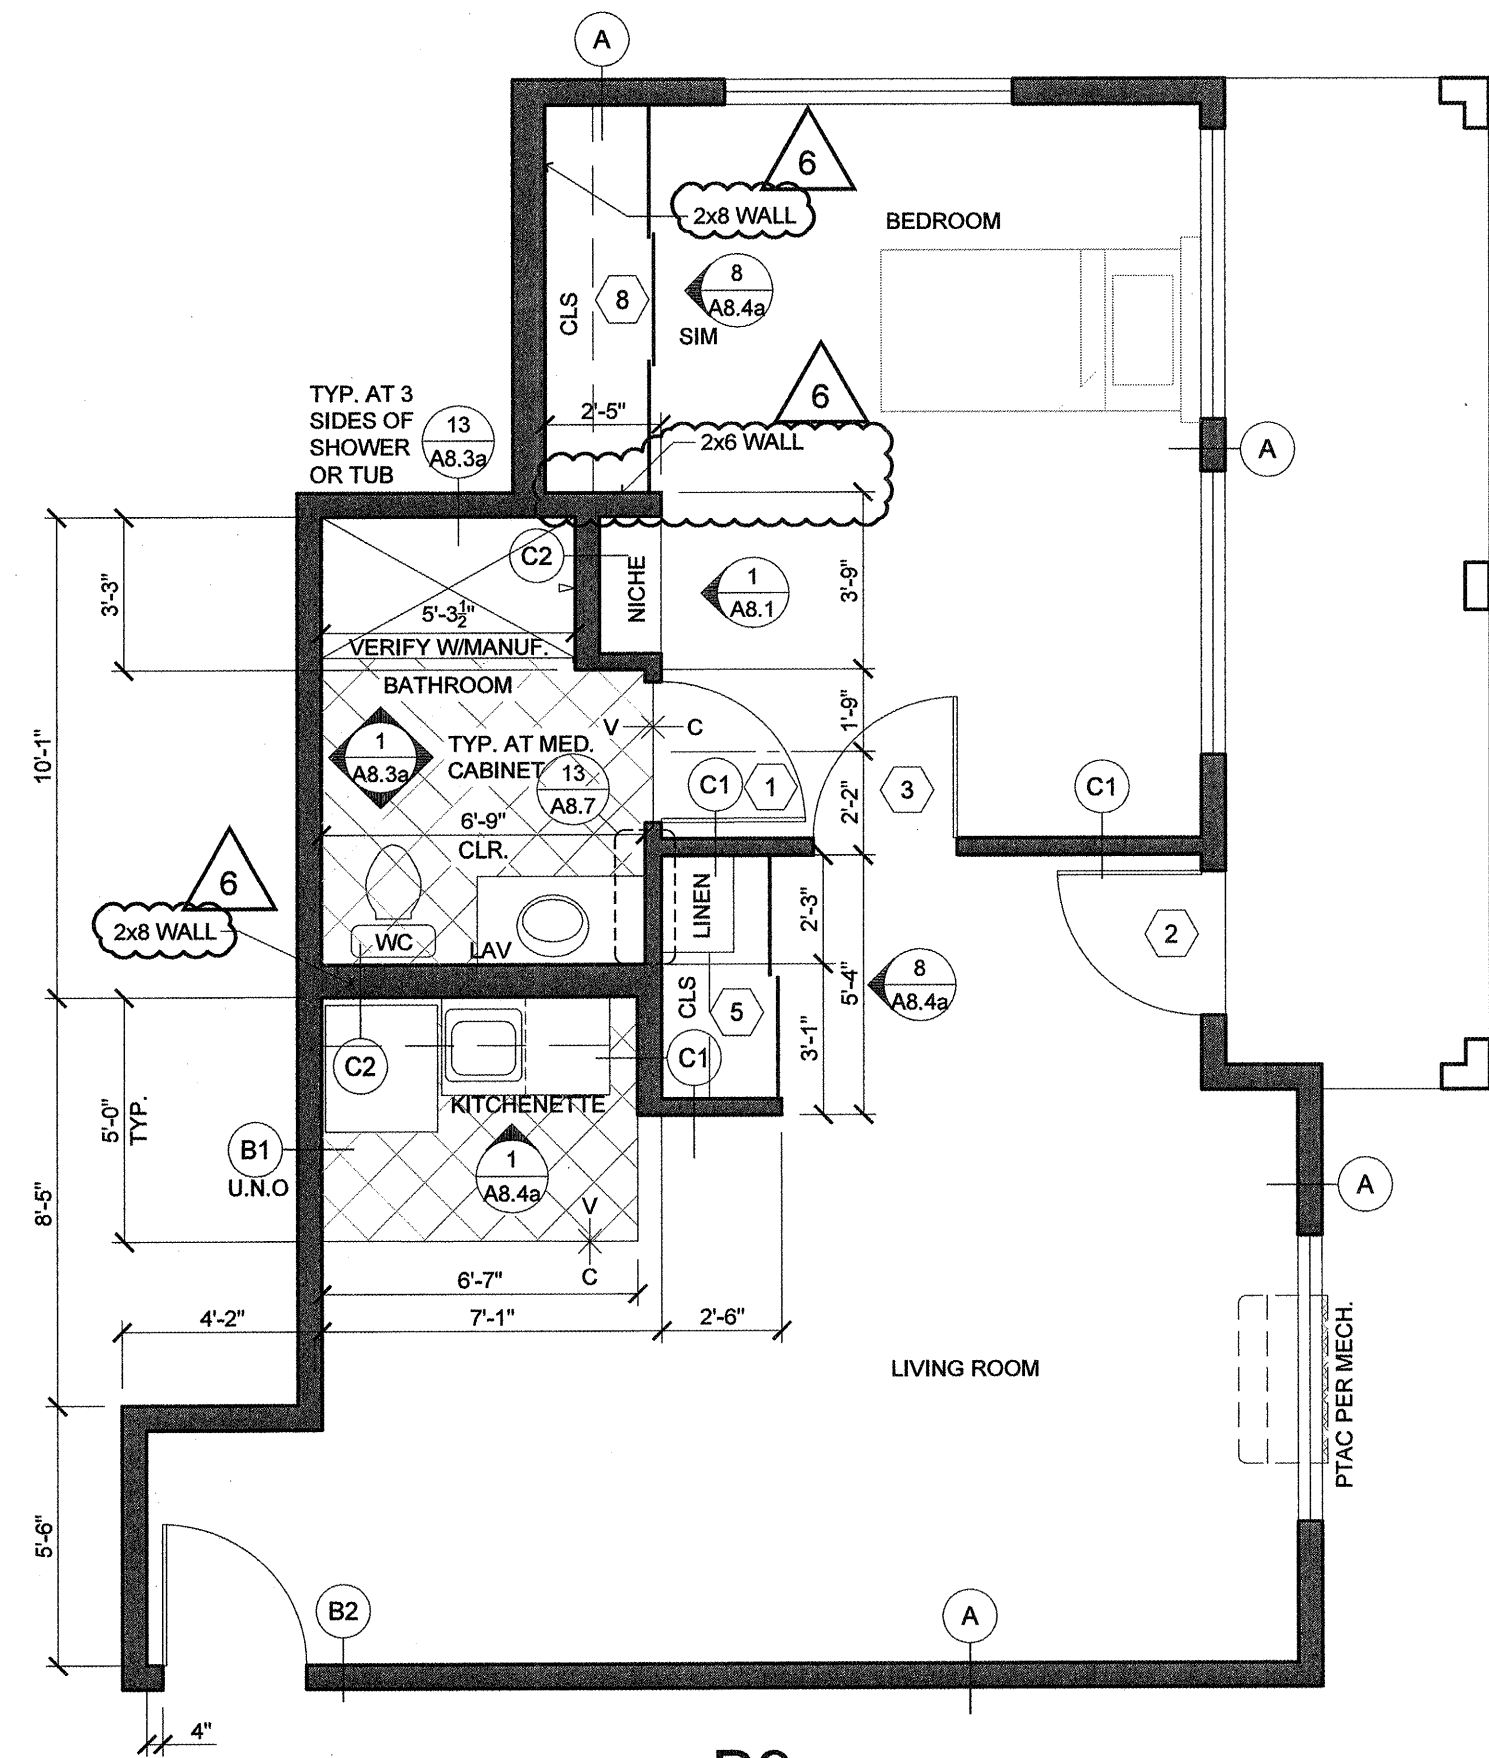 A
6
2x8 WALL
BEDROOM
8
A8.4a
SIM
CLS
8
6
2'-5"
2x6 WALL
TYP. AT 3
SIDES OF
SHOWER
OR TUB
13
A8.3a
A
C2
NICHE
1
A8.1
3'-9"
3'-3"
5'-3½"
VERIFY W/MANUF.
BATHROOM
1
A8.3a
TYP. AT MED.
CABINET
13
A8.7
V
C
1'-9"
10'-1"
C1
1
3
C1
2'-2"
6'-9"
CLR.
6
2x8 WALL
WC
LAV
LINEN
2'-3"
2
5'-4"
8
A8.4a
CLS
5
3'-1"
C2
C1
KITCHENETTE
5'-0"
TYP.
B1
U.N.O
1
A8.4a
V
C
A
8'-5"
6'-7"
4'-2"
7'-1"
2'-6"
LIVING ROOM
PTAC PER MECH.
5'-6"
B2
A
4"